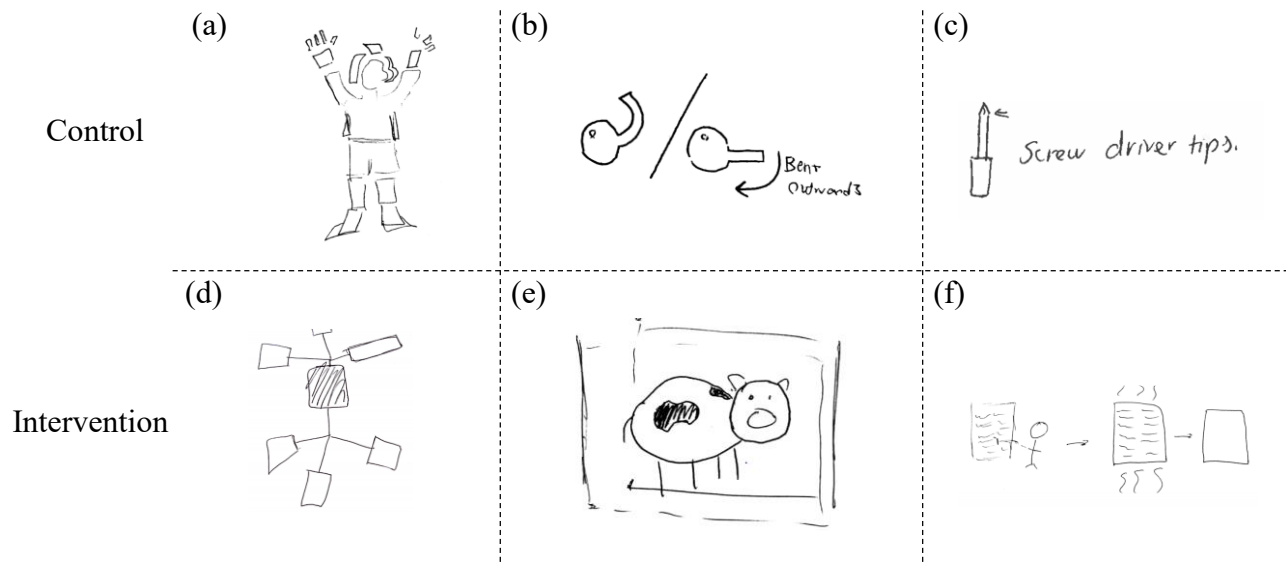 (a)
(b)
(c)
Control
Bent
Outwards
Screw driver tips.
(d)
(e)
(f)
Intervention